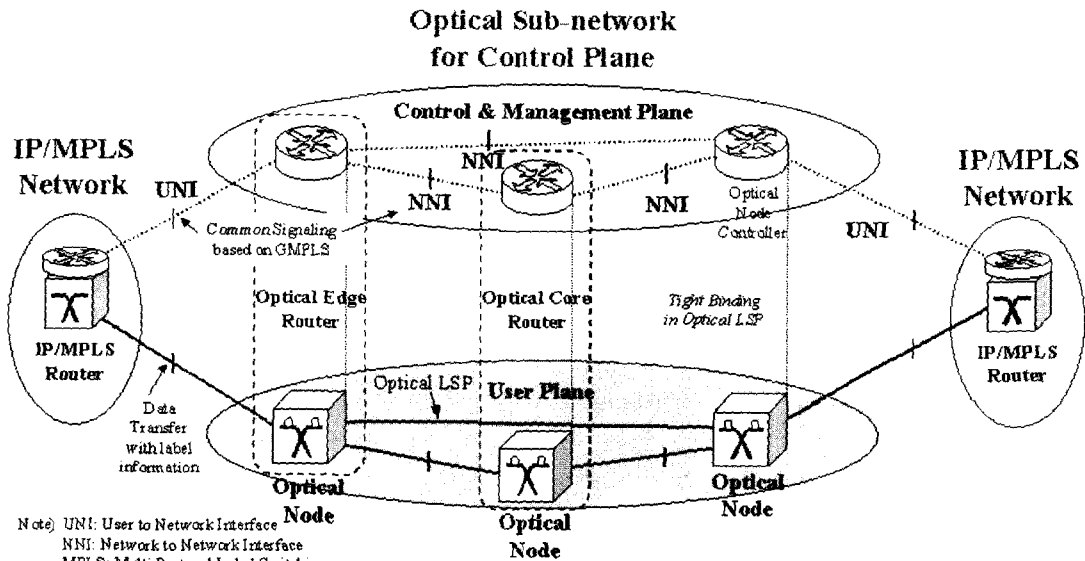 Optical Sub-network
for Control Plane
Control & Management Plane
IP/MPLS
Network
UNI
NNI
NNI
NNI
Optical
Node
Controller
IP/MPLS
Network
UNI
Common Signaling
based on GMPLS
Optical Edge
Router
Optical Core
Router
Tight Binding
in Optical LSP
IP/MPLS
Router
IP/MPLS
Router
Optical LSP
User Plane
Data
Transfer
with label
information
Optical
Node
Optical
Node
Optical
Node
Note) UNI: User to Network Interface
NNI: Network to Network Interface